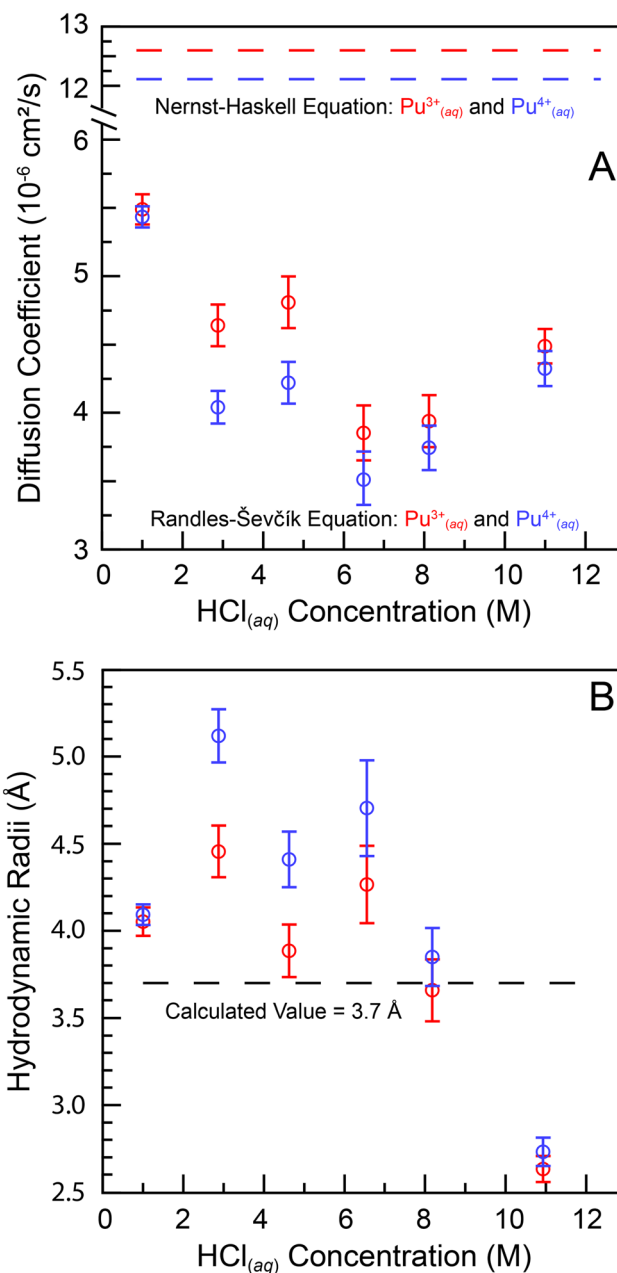 A
Diffusion Coefficient (10⁻⁶ cm²/s)
13
12
6
5
4
3
Nernst-Haskell Equation: Pu³⁺(aq) and Pu⁴⁺(aq)
Randles-Ševčík Equation: Pu³⁺(aq) and Pu⁴⁺(aq)
0 2 4 6 8 10 12
HCl(aq) Concentration (M)
B
Hydrodynamic Radii (Å)
5.5
5.0
4.5
4.0
3.5
3.0
2.5
Calculated Value = 3.7 Å
0 2 4 6 8 10 12
HCl(aq) Concentration (M)